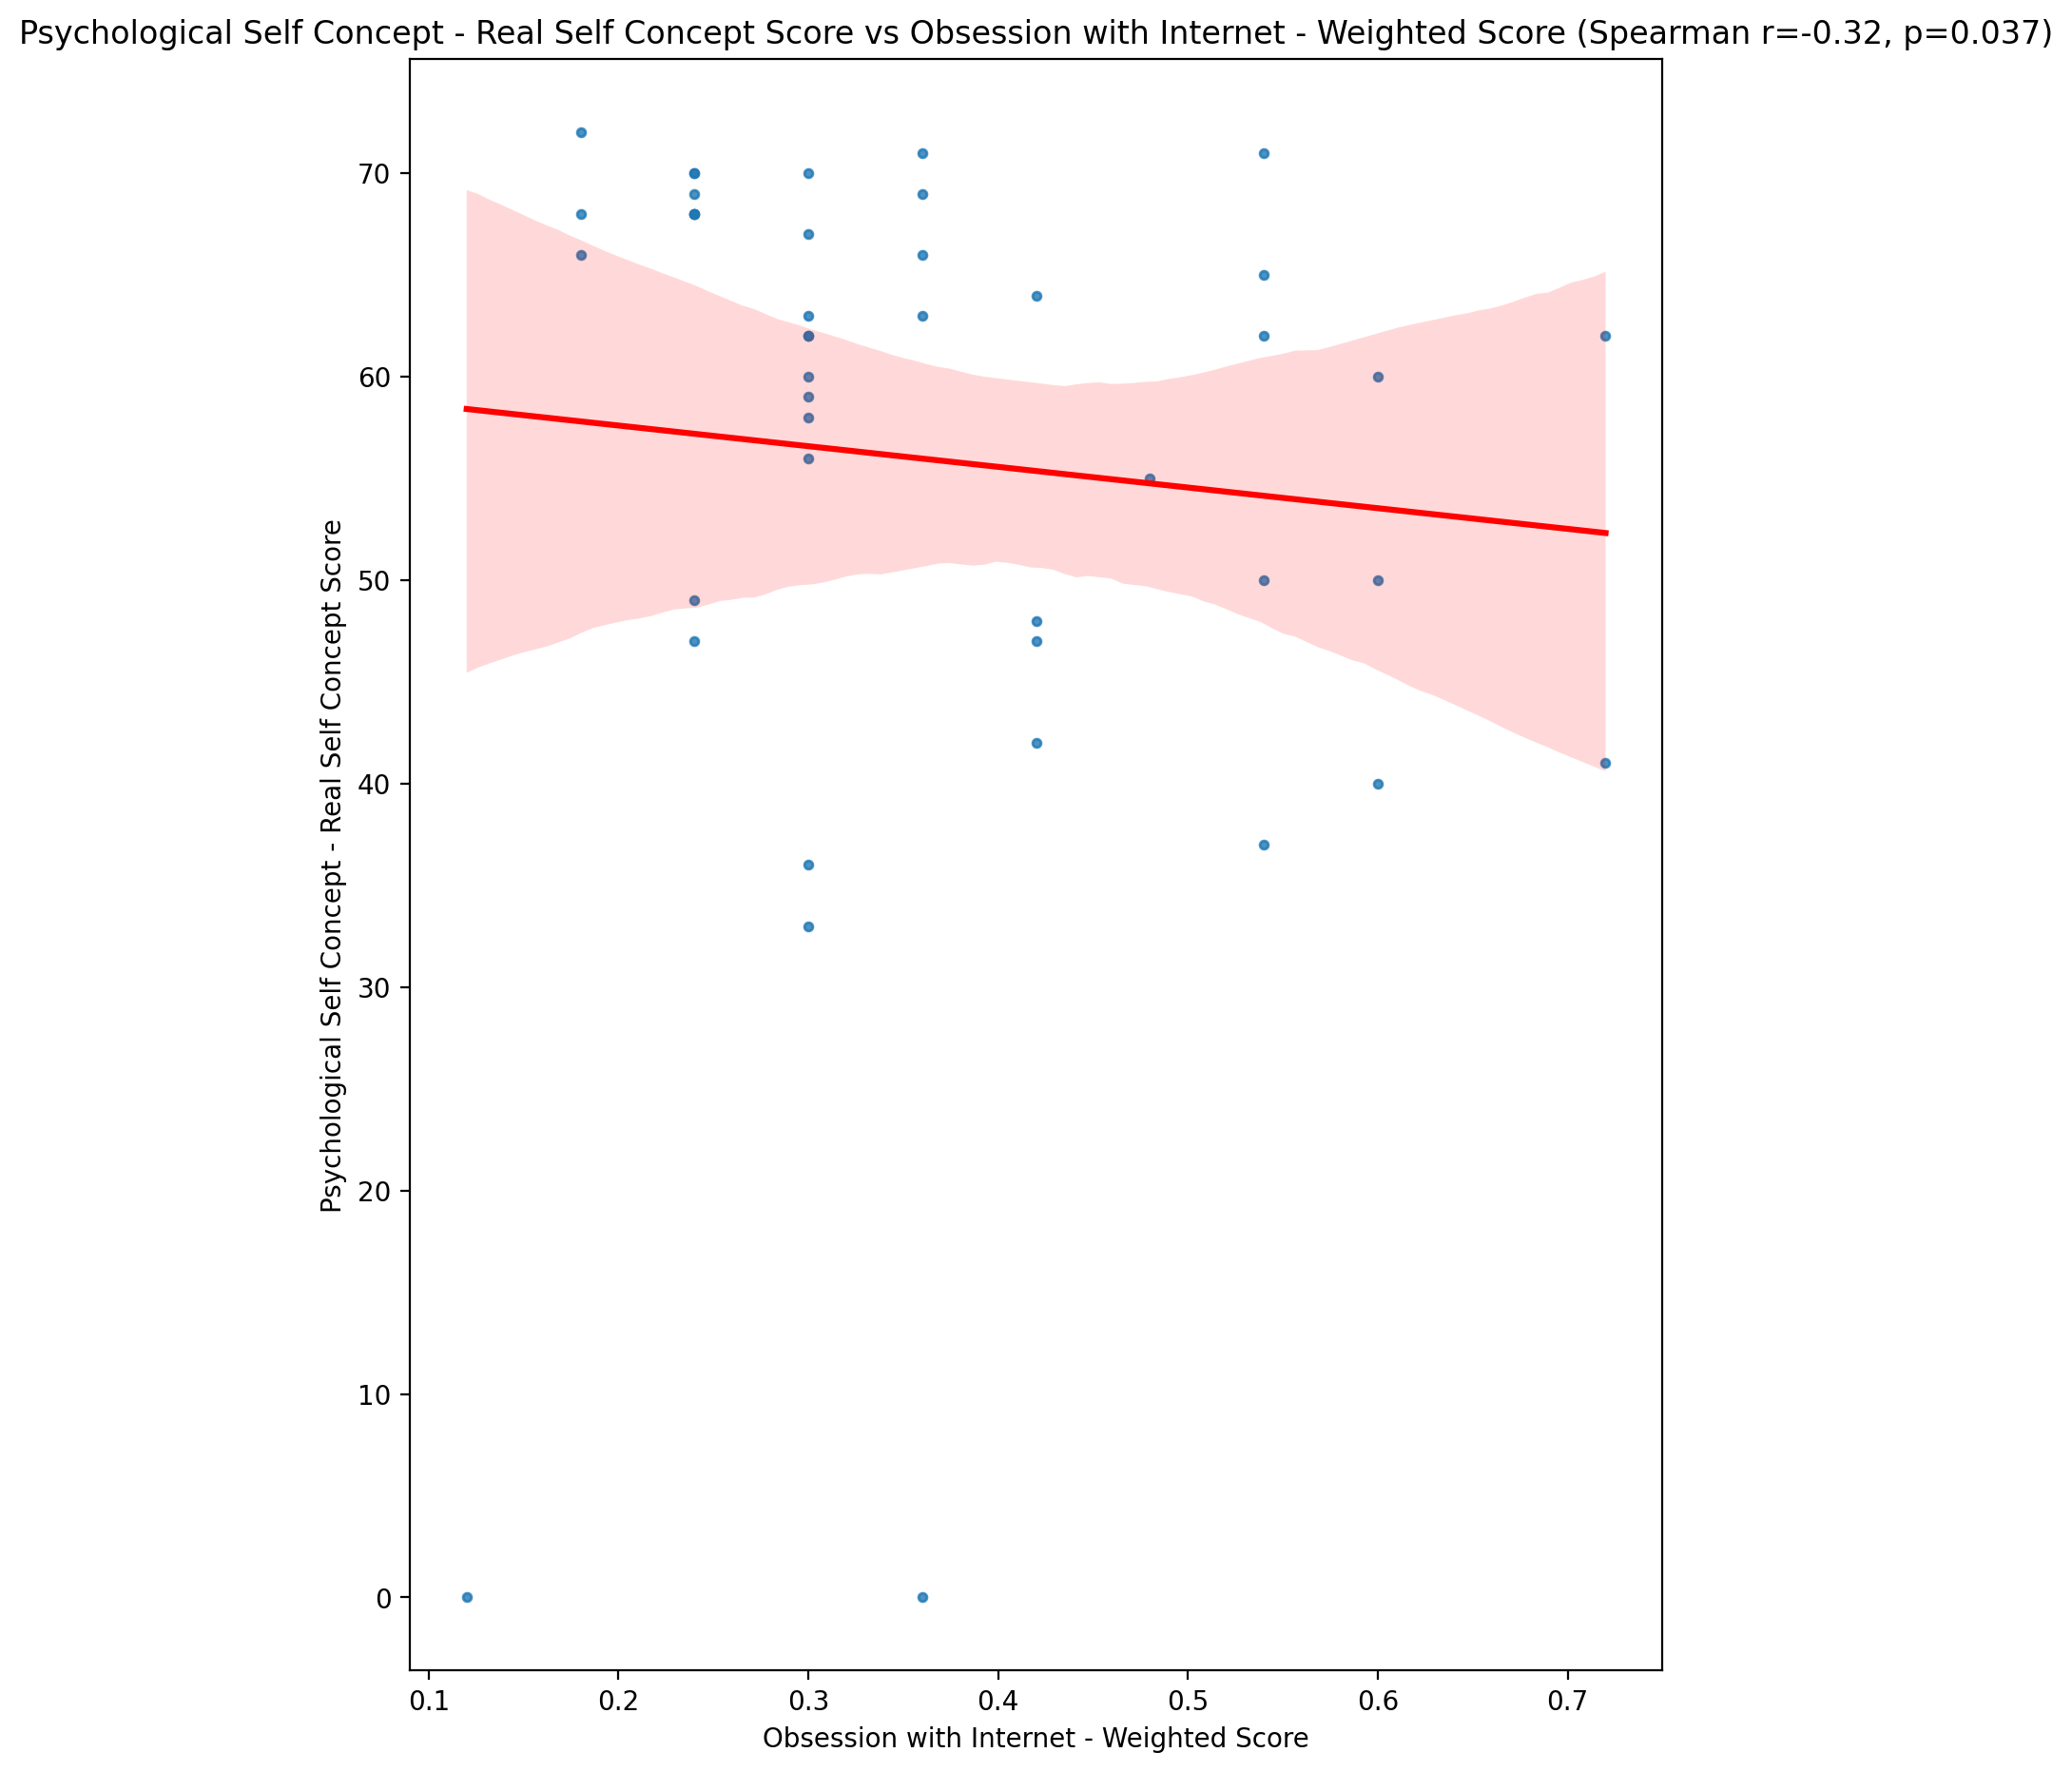 Psychological Self Concept - Real Self Concept Score vs Obsession with Internet - Weighted Score (Spearman r=-0.32, p=0.037)
Psychological Self Concept - Real Self Concept Score
70
60
50
40
30
20
10
0
0.1 0.2 0.3 0.4 0.5 0.6 0.7
Obsession with Internet - Weighted Score